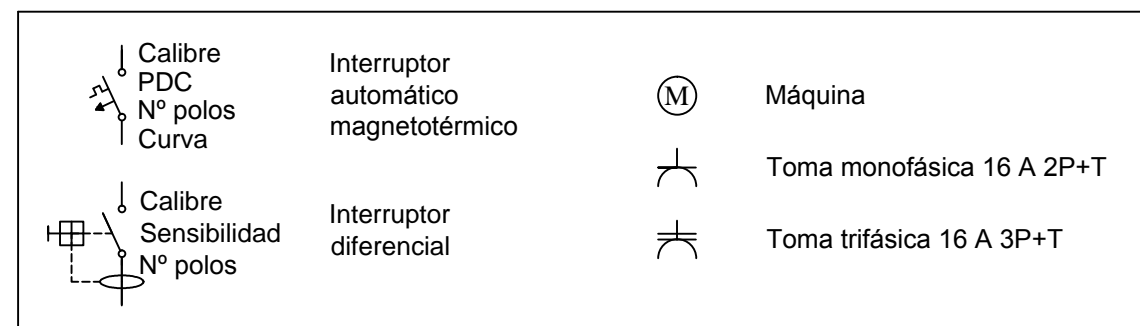 Calibre
PDC
Nº polos
Curva
Interruptor
automático
magnetotérmico
Calibre
Sensibilidad
Nº polos
Interruptor
diferencial
M
Máquina
Toma monofásica 16 A 2P+T
Toma trifásica 16 A 3P+T